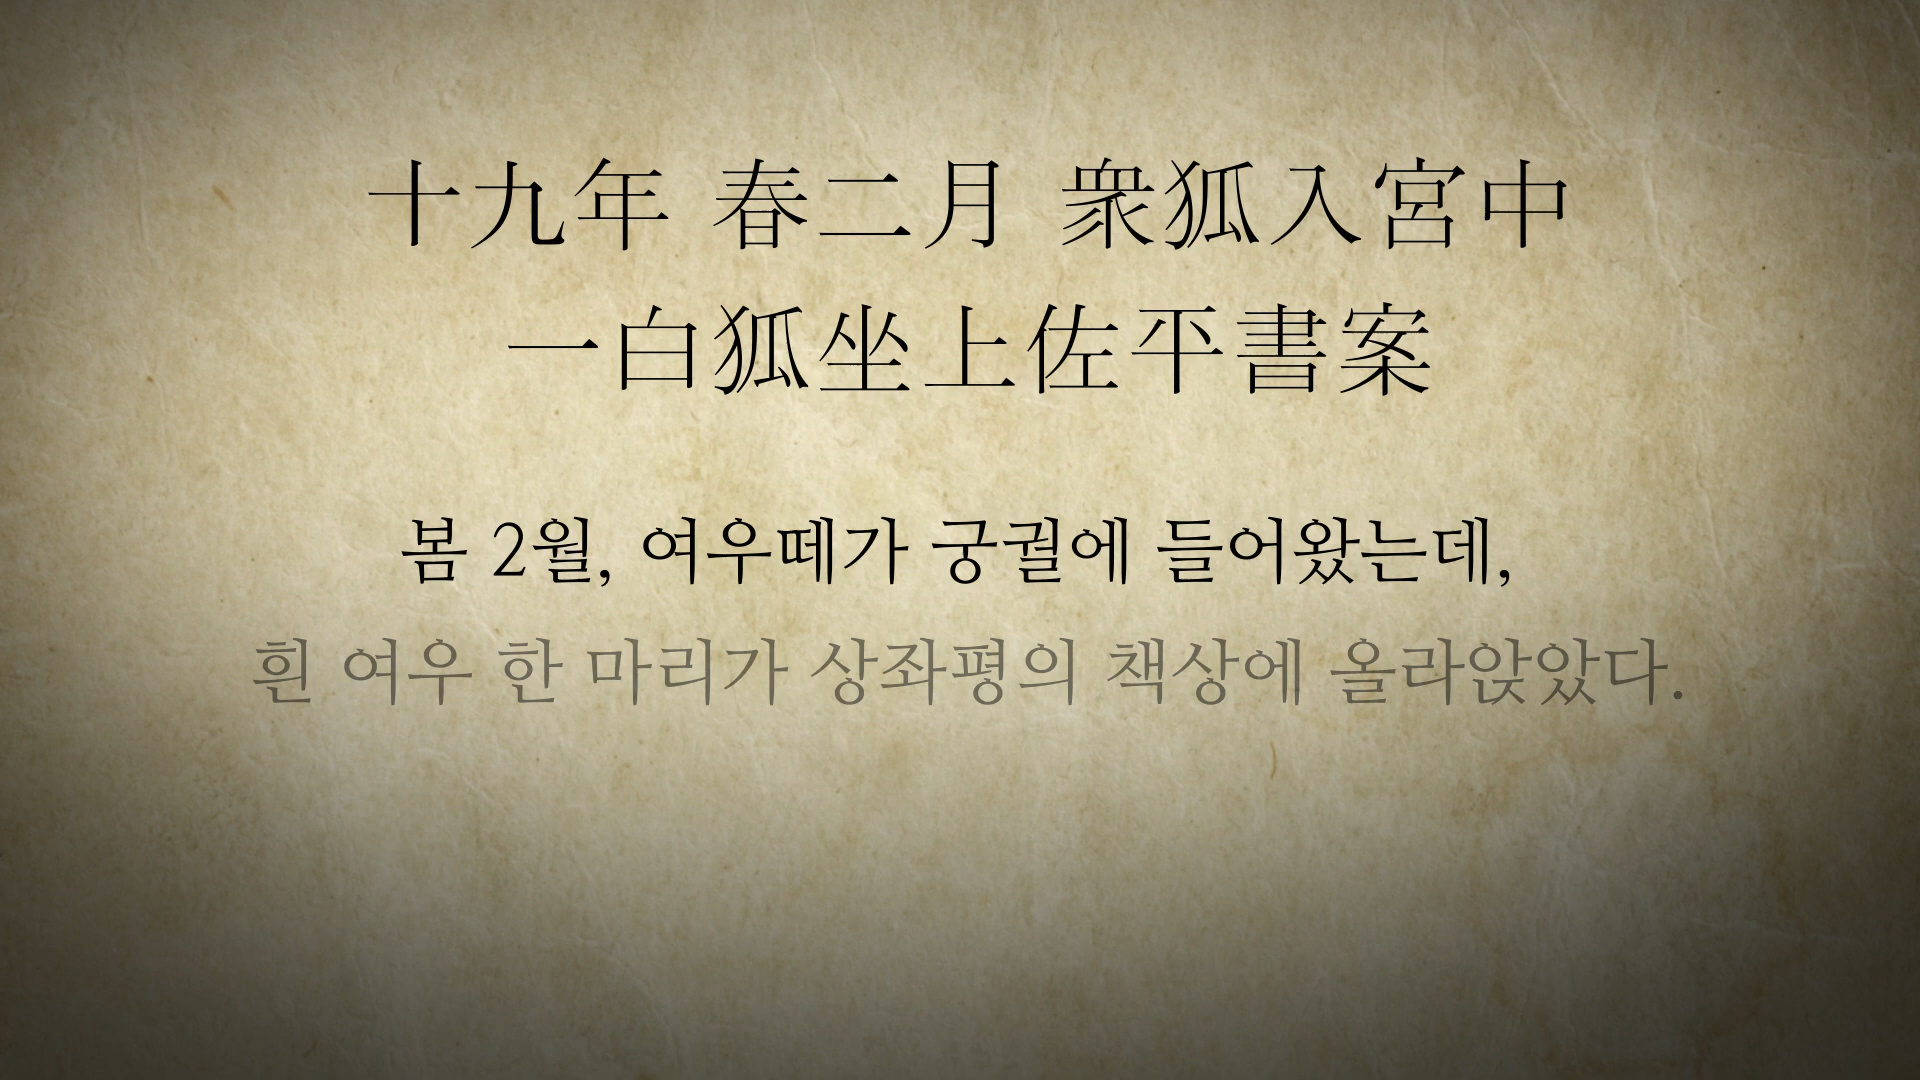 十九年 春二月 衆狐入宮中
一白狐坐上佐平書案
봄 2월, 여우떼가 궁궐에 들어왔는데,
흰 여우 한 마리가 상좌평의 책상에 올라앉았다.